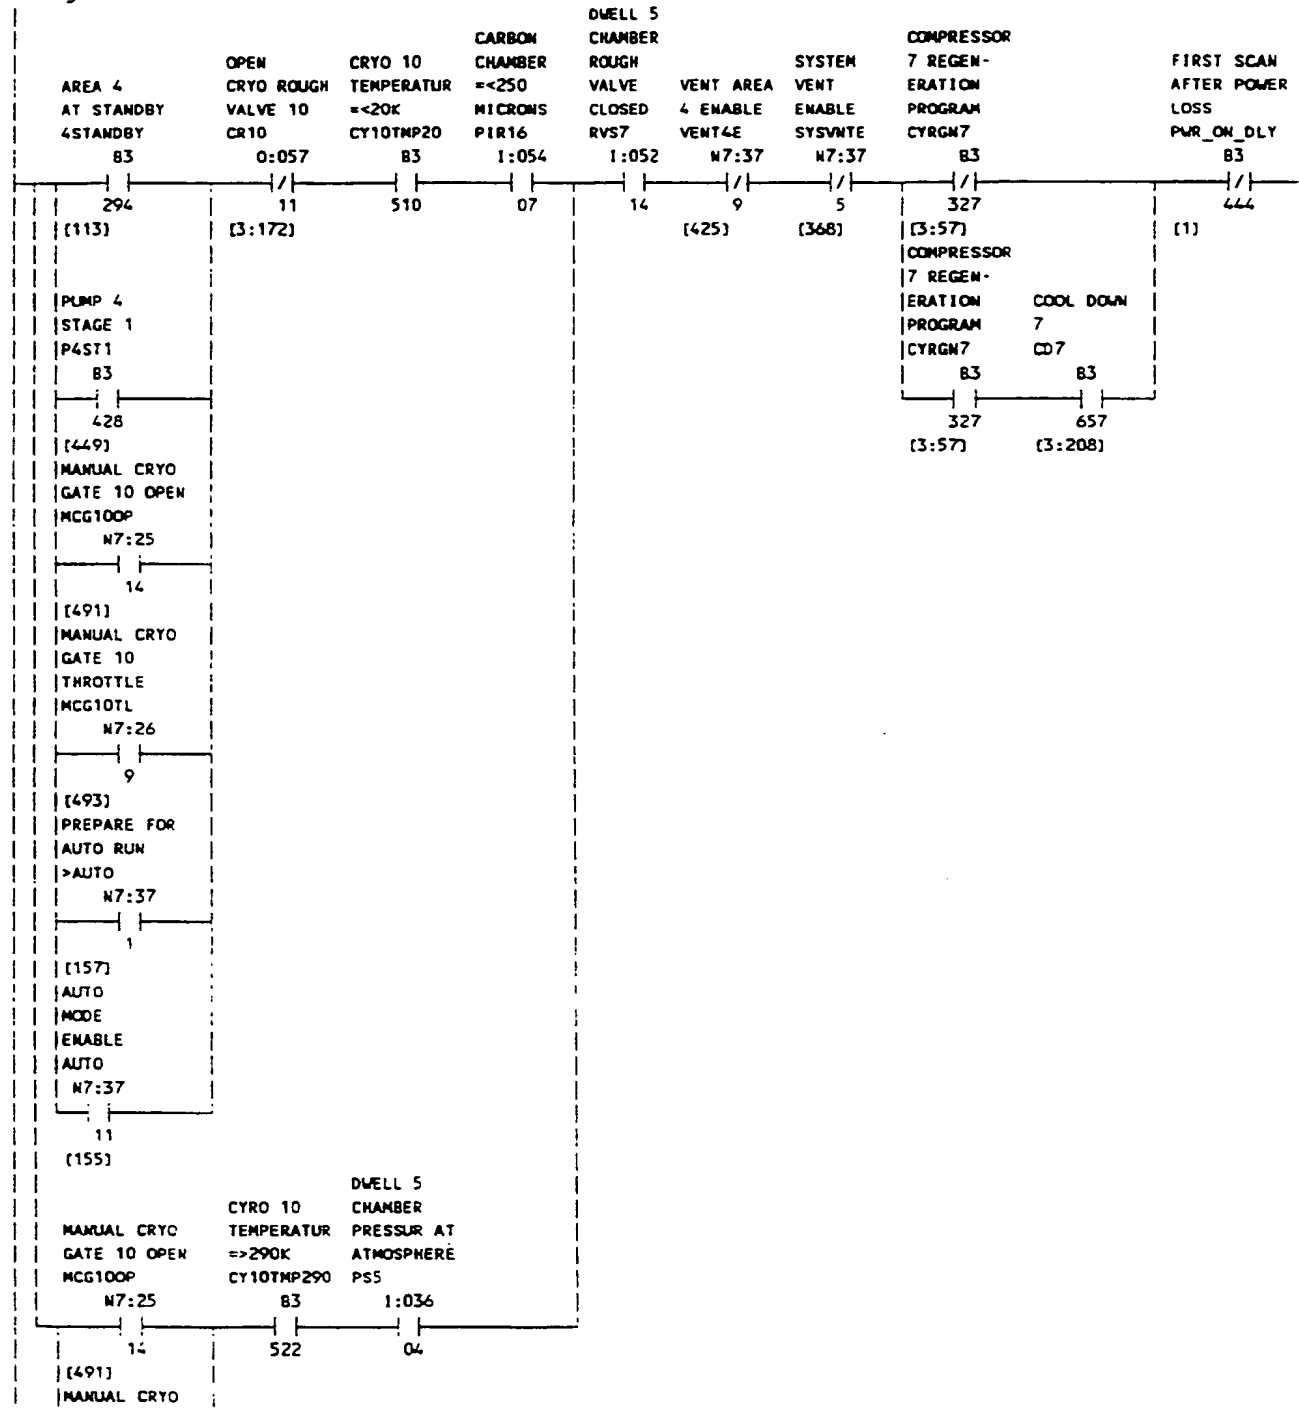 DWELL 5
CARBON CHAMBER COMPRESSOR
OPEN CRYO 10 CHAMBER ROUGH SYSTEM 7 REGEN- FIRST SCAN
AREA 4 CRYO ROUGH TEMPERATUR =<250 VALVE VENT AREA VENT ERATION AFTER POWER
AT STANDBY VALVE 10 =<20K MICRONS CLOSED 4 ENABLE ENABLE PROGRAM LOSS
4STANDBY CR10 CY10TMP20 PIR16 RVS7 VENT4E SYSVNTE CYRGN7 PWR_ON_DLY
B3 O:057 B3 I:054 I:052 N7:37 N7:37 B3 B3
294 11 510 07 14 9 5 327 444
[113] [3:172] [425] [368] [3:57] [1]
COMPRESSOR
7 REGEN-
PUMP 4 ERATION COOL DOWN
STAGE 1 PROGRAM 7
P4ST1 CYRGN7 CD7
B3 B3 B3
428 327 657
[449] [3:57] [3:208]
MANUAL CRYO
GATE 10 OPEN
MCG10OP
N7:25
14
[491]
MANUAL CRYO
GATE 10
THROTTLE
MCG10TL
N7:26
9
[493]
PREPARE FOR
AUTO RUN
>AUTO
N7:37
1
[157]
AUTO
MODE
ENABLE
AUTO
N7:37
11
[155]
DWELL 5
CYRO 10 CHAMBER
MANUAL CRYO TEMPERATUR PRESSUR AT
GATE 10 OPEN =>290K ATMOSPHERE
MCG10OP CY10TMP290 PS5
N7:25 B3 I:036
14 522 04
[491]
MANUAL CRYO